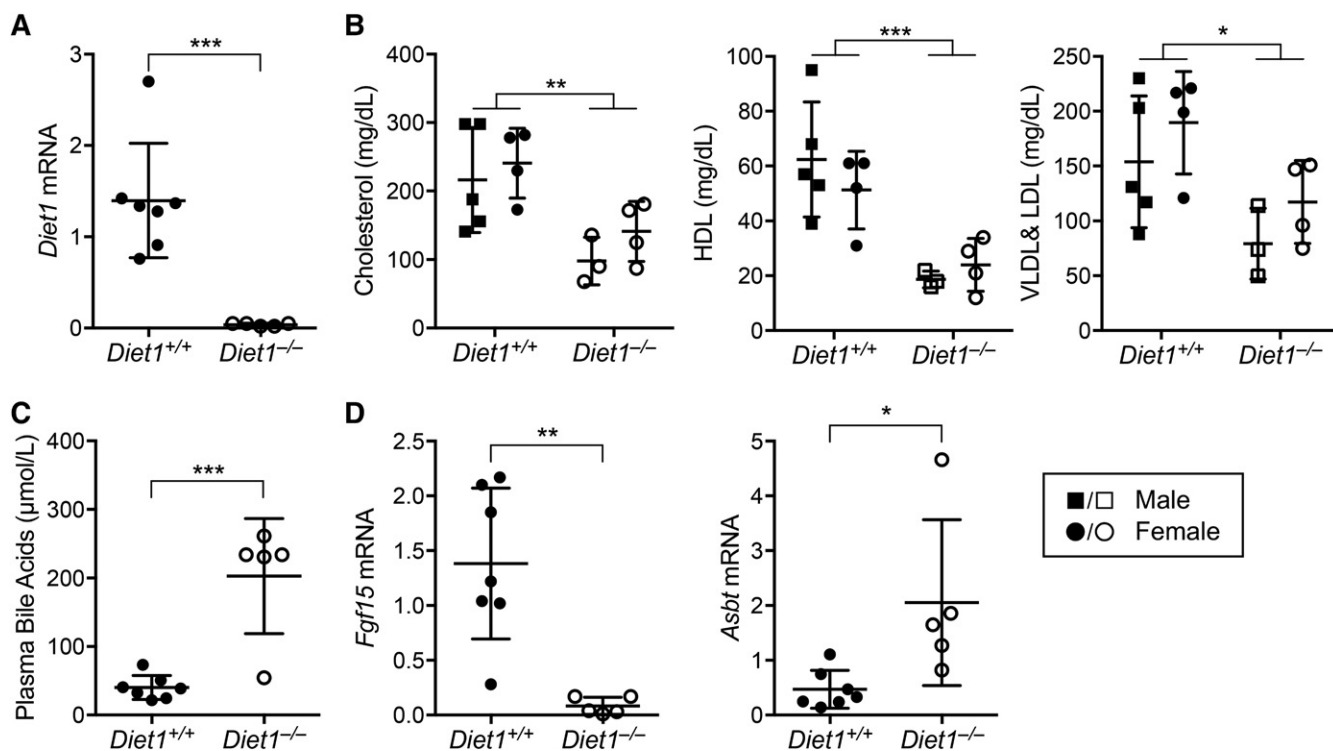 A
***
Diet1 mRNA
3
2
1
0
Diet1+/+ Diet1−/−
B
**
Cholesterol (mg/dL)
400
300
200
100
0
Diet1+/+ Diet1−/−
***
HDL (mg/dL)
100
80
60
40
20
0
Diet1+/+ Diet1−/−
*
VLDL& LDL (mg/dL)
250
200
150
100
50
0
Diet1+/+ Diet1−/−
C
***
Plasma Bile Acids (µmol/L)
400
300
200
100
0
Diet1+/+ Diet1−/−
D
**
Fgf15 mRNA
2.5
2.0
1.5
1.0
0.5
0.0
Diet1+/+ Diet1−/−
*
Asbt mRNA
5
4
3
2
1
0
Diet1+/+ Diet1−/−
■/□ Male
●/○ Female